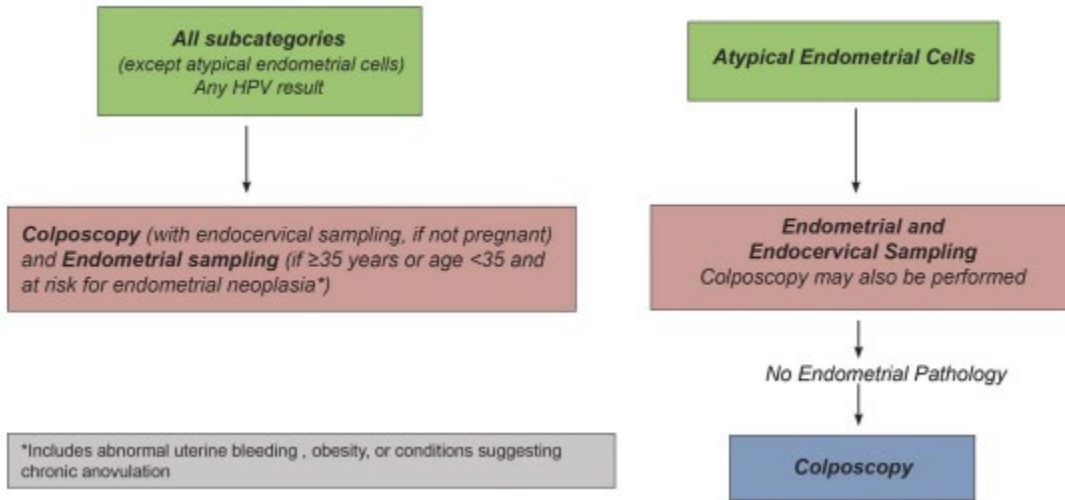 All subcategories
(except atypical endometrial cells)
Any HPV result
Colposcopy (with endocervical sampling, if not pregnant)
and Endometrial sampling (if ≥35 years or age <35 and
at risk for endometrial neoplasia*)
*Includes abnormal uterine bleeding , obesity, or conditions suggesting
chronic anovulation
Atypical Endometrial Cells
Endometrial and
Endocervical Sampling
Colposcopy may also be performed
No Endometrial Pathology
Colposcopy